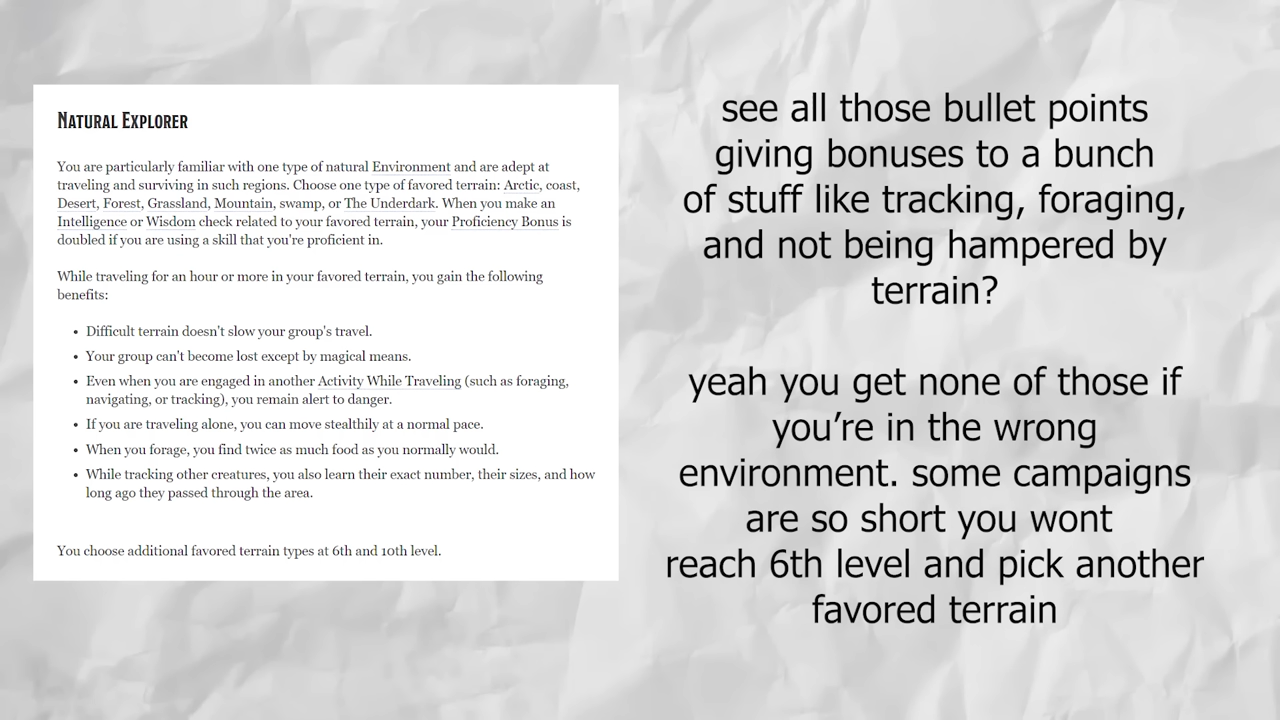 NATURAL EXPLORER
You are particularly familiar with one type of natural Environment and are adept at
traveling and surviving in such regions. Choose one type of favored terrain: Arctic, coast,
Desert, Forest, Grassland, Mountain, swamp, or The Underdark. When you make an
Intelligence or Wisdom check related to your favored terrain, your Proficiency Bonus is
doubled if you are using a skill that you're proficient in.
While traveling for an hour or more in your favored terrain, you gain the following
benefits:
• Difficult terrain doesn't slow your group's travel.
• Your group can't become lost except by magical means.
• Even when you are engaged in another Activity While Traveling (such as foraging,
navigating, or tracking), you remain alert to danger.
• If you are traveling alone, you can move stealthily at a normal pace.
• When you forage, you find twice as much food as you normally would.
• While tracking other creatures, you also learn their exact number, their sizes, and how
long ago they passed through the area.
You choose additional favored terrain types at 6th and 10th level.
see all those bullet points
giving bonuses to a bunch
of stuff like tracking, foraging,
and not being hampered by
terrain?
yeah you get none of those if
you’re in the wrong
environment. some campaigns
are so short you wont
reach 6th level and pick another
favored terrain